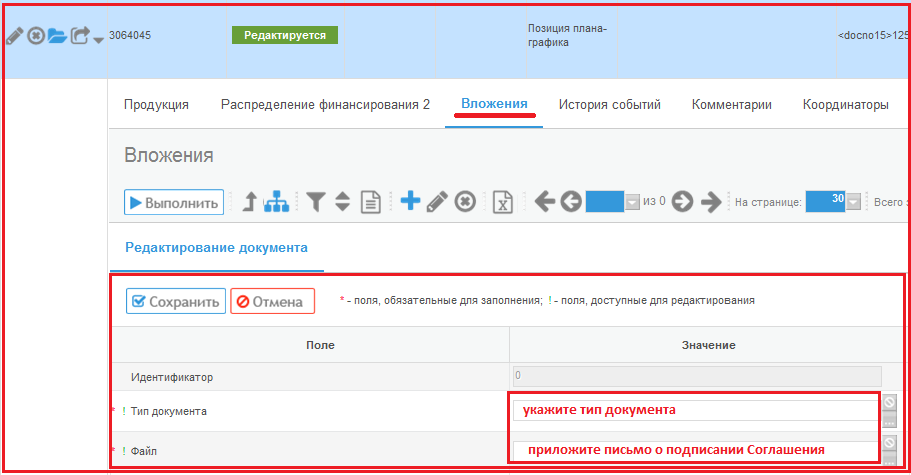 3064045 Редактируется Позиция плана- <docno15>125
графика
Продукция Распределение финансирования 2 Вложения История событий Комментарии Координаторы
Вложения
Выполнить из 0 На странице: 30 Всего з
Редактирование документа
Сохранить Отмена * - поля, обязательные для заполнения; ! - поля, доступные для редактирования
Поле Значение
Идентификатор 0
* ! Тип документа укажите тип документа
* ! Файл приложите письмо о подписании Соглашения